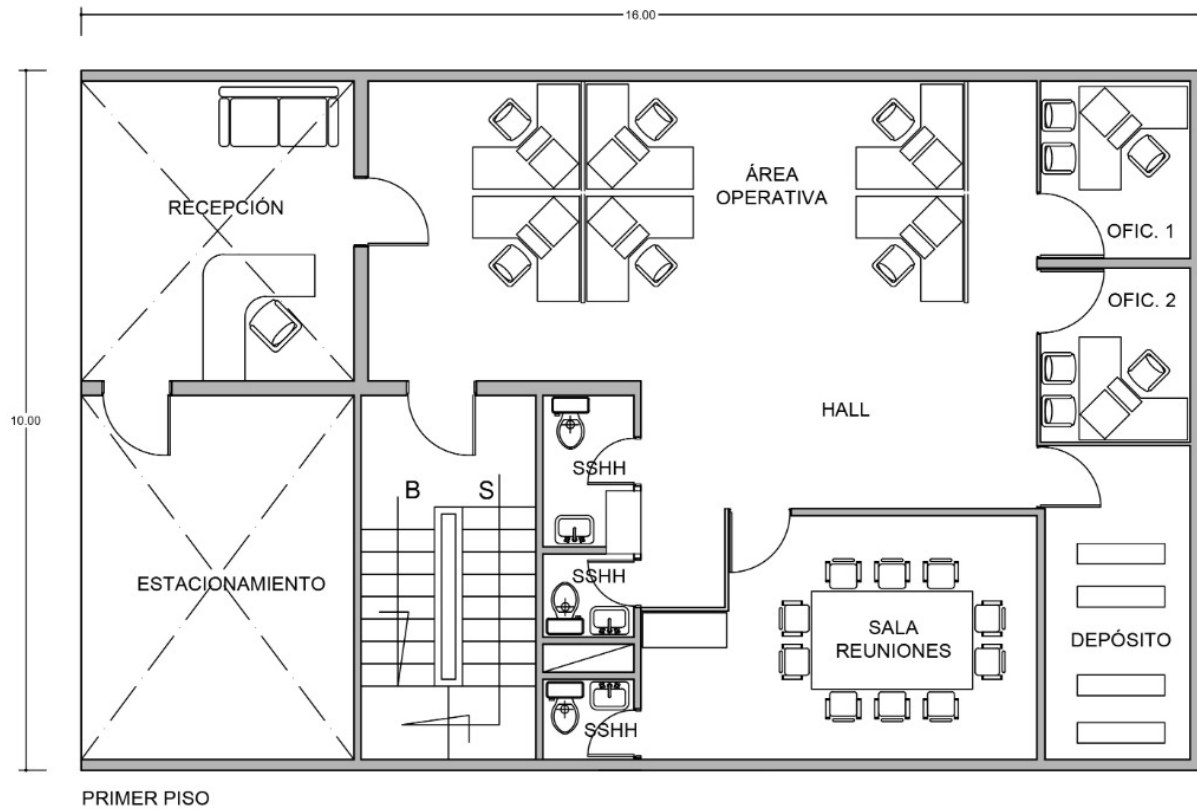 16.00
10.00
RECEPCIÓN
ÁREA
OPERATIVA
OFIC. 1
OFIC. 2
HALL
B
S
SSHH
ESTACIONAMIENTO
SSHH
SALA
REUNIONES
DEPÓSITO
SSHH
PRIMER PISO